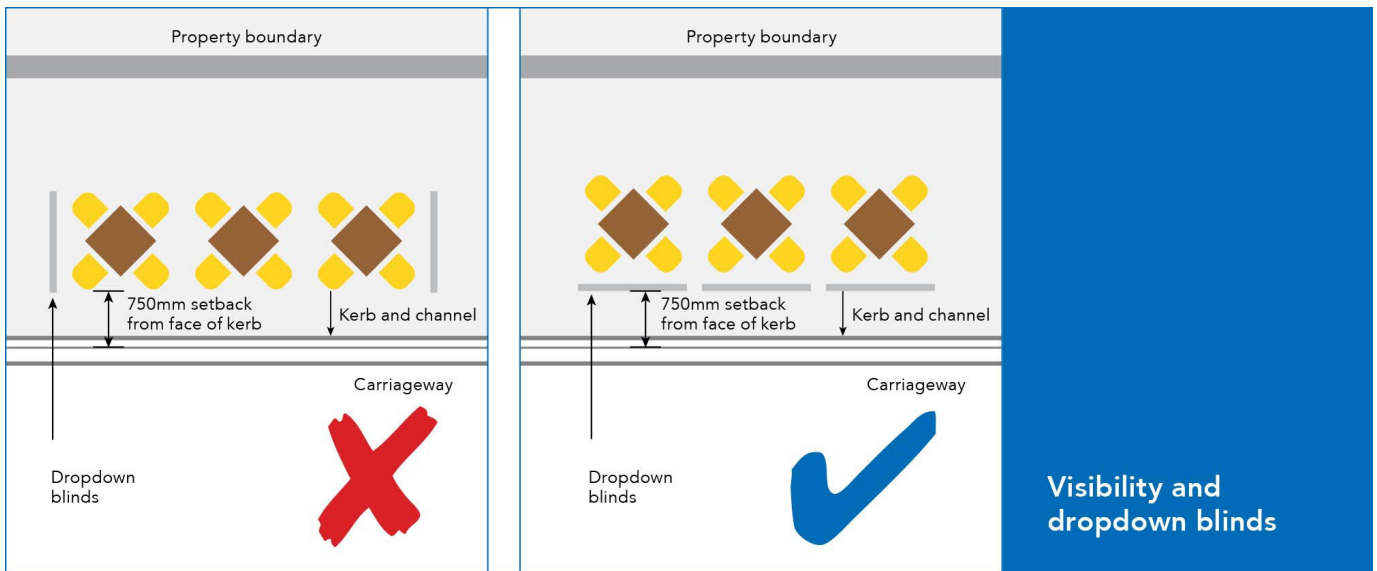 Property boundary
750mm setback
from face of kerb
Kerb and channel
Carriageway
Dropdown
blinds
Property boundary
750mm setback
from face of kerb
Kerb and channel
Carriageway
Dropdown
blinds
Visibility and
dropdown blinds